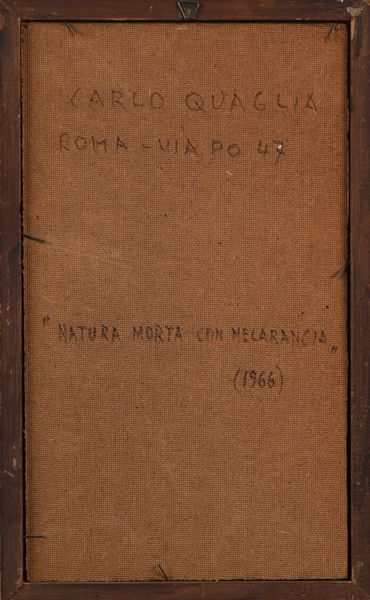 CARLO QUAGLIA
ROMA - VIA PO 47
"NATURA MORTA CON MELARANCIA"
(1966)